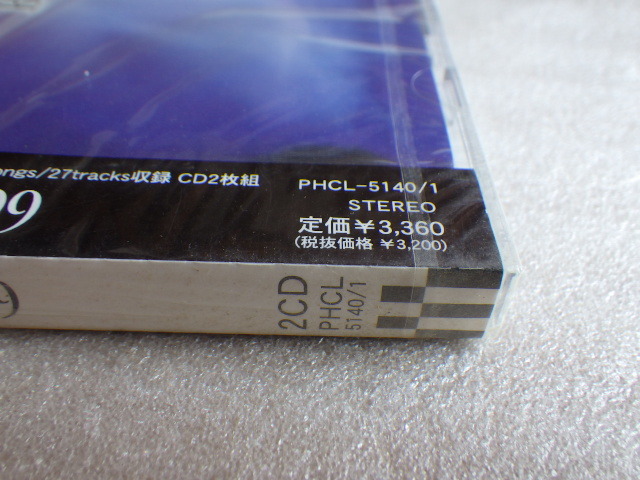 ongs/27tracks収録 CD2枚組
PHCL-5140/1
STEREO
99
定価￥3,360
(税抜価格 ￥3,200)
2CD
PHCL
5140/1